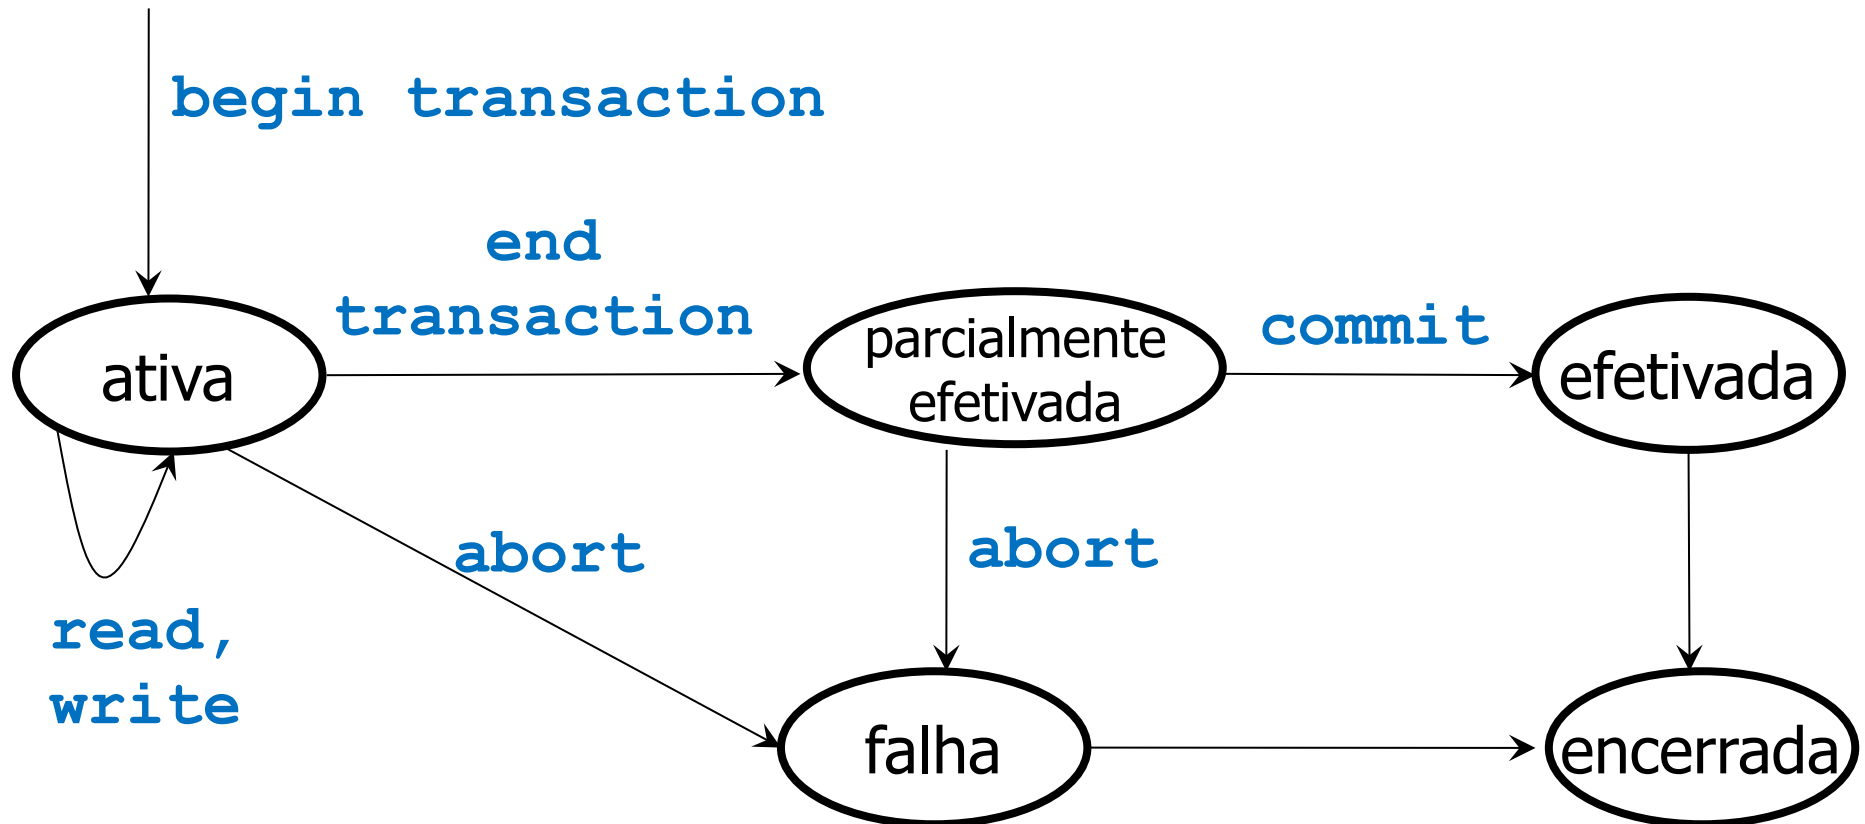 begin transaction
end
transaction
commit
ativa
parcialmente
efetivada
efetivada
abort
abort
read,
write
falha
encerrada